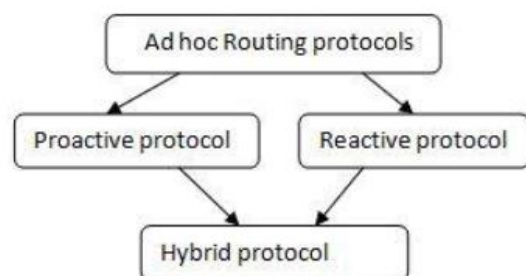 Ad hoc Routing protocols
Proactive protocol
Reactive protocol
Hybrid protocol